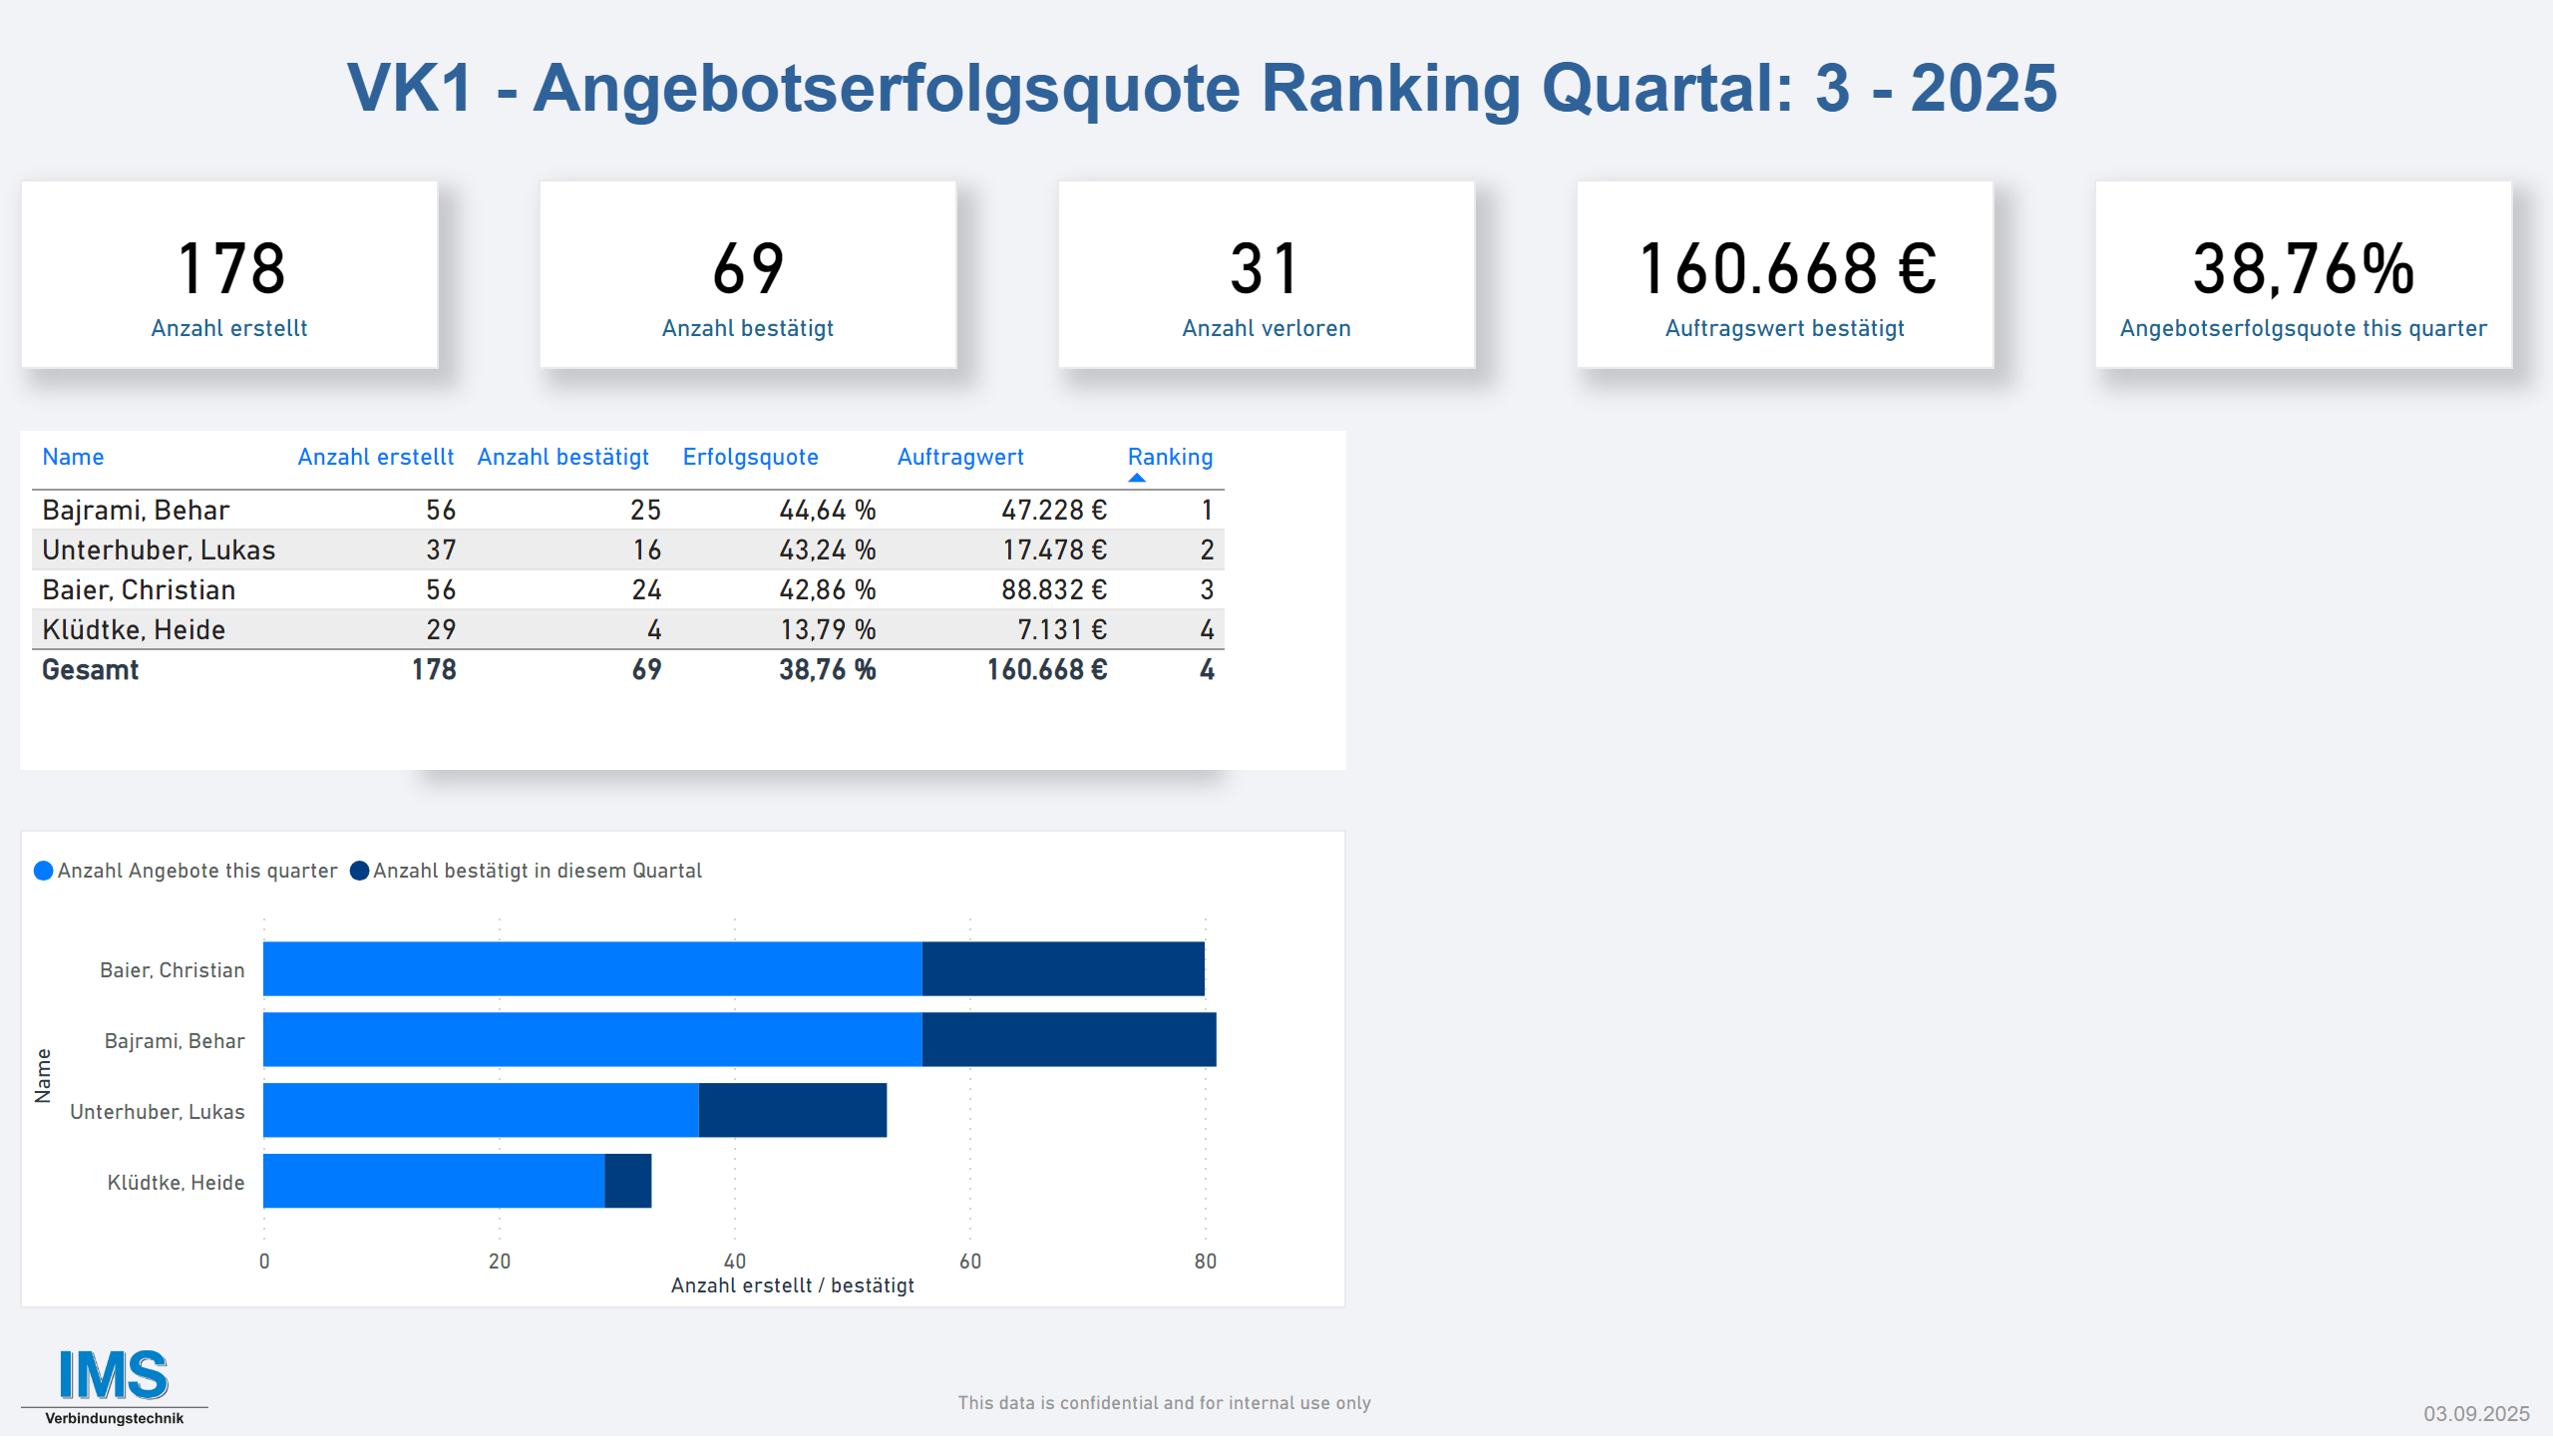 VK1 - Angebotserfolgsquote Ranking Quartal: 3 - 2025
178
Anzahl erstellt
69
Anzahl bestätigt
31
Anzahl verloren
160.668 €
Auftragswert bestätigt
38,76%
Angebotserfolgsquote this quarter
Name Anzahl erstellt Anzahl bestätigt Erfolgsquote Auftragwert Ranking
Bajrami, Behar 56 25 44,64 % 47.228 € 1
Unterhuber, Lukas 37 16 43,24 % 17.478 € 2
Baier, Christian 56 24 42,86 % 88.832 € 3
Klüdtke, Heide 29 4 13,79 % 7.131 € 4
Gesamt 178 69 38,76 % 160.668 € 4
Anzahl Angebote this quarter Anzahl bestätigt in diesem Quartal
Name
Baier, Christian
Bajrami, Behar
Unterhuber, Lukas
Klüdtke, Heide
0 20 40 60 80
Anzahl erstellt / bestätigt
IMS
Verbindungstechnik
This data is confidential and for internal use only
03.09.2025